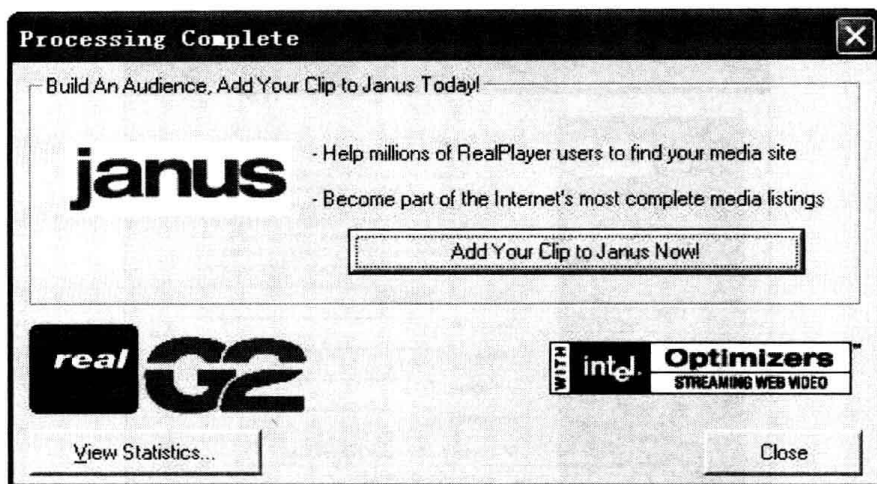 Processing Complete
Build An Audience, Add Your Clip to Janus Today!
janus
- Help millions of RealPlayer users to find your media site
- Become part of the Internet's most complete media listings
Add Your Clip to Janus Now!
real G2
WITH intel. Optimizers™
STREAMING WEB VIDEO
View Statistics...
Close